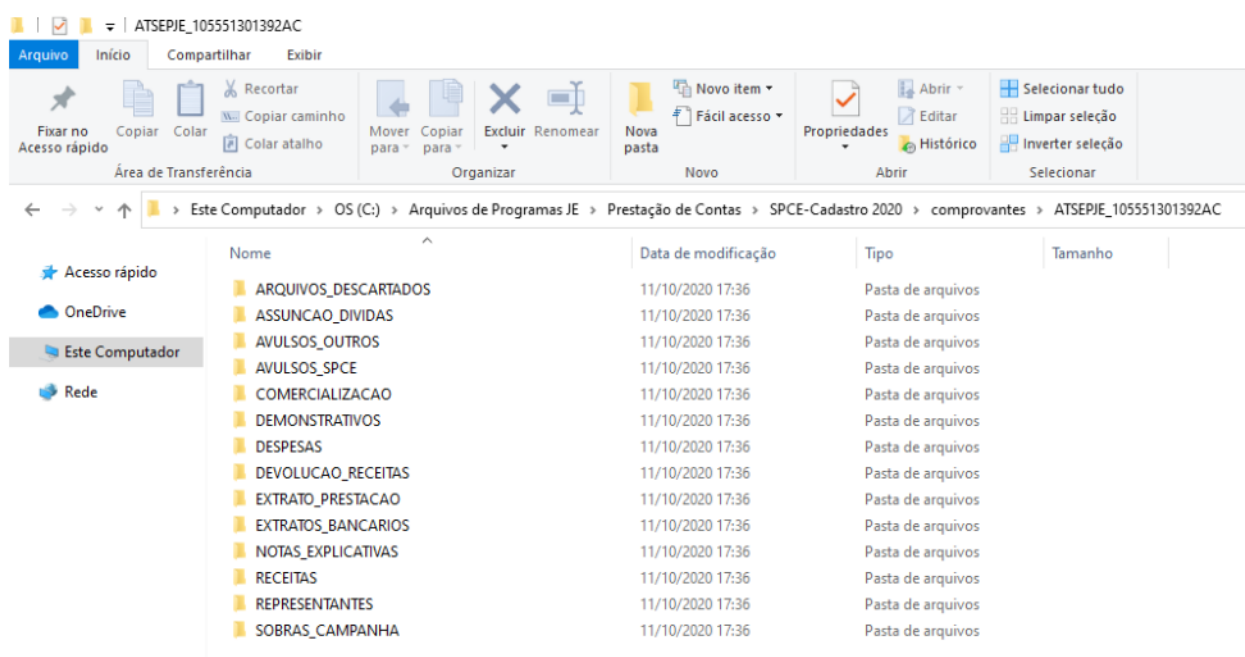 ATSEPJE_105551301392AC
Arquivo Início Compartilhar Exibir
Fixar no Acesso rápido
Copiar
Colar
Recortar
Copiar caminho
Colar atalho
Área de Transferência
Mover para
Copiar para
Excluir
Renomear
Organizar
Nova pasta
Novo item
Fácil acesso
Novo
Propriedades
Abrir
Editar
Histórico
Abrir
Selecionar tudo
Limpar seleção
Inverter seleção
Selecionar
Este Computador > OS (C:) > Arquivos de Programas JE > Prestação de Contas > SPCE-Cadastro 2020 > comprovantes > ATSEPJE_105551301392AC
Acesso rápido
OneDrive
Este Computador
Rede
Nome Data de modificação Tipo Tamanho
ARQUIVOS_DESCARTADOS 11/10/2020 17:36 Pasta de arquivos
ASSUNCAO_DIVIDAS 11/10/2020 17:36 Pasta de arquivos
AVULSOS_OUTROS 11/10/2020 17:36 Pasta de arquivos
AVULSOS_SPCE 11/10/2020 17:36 Pasta de arquivos
COMERCIALIZACAO 11/10/2020 17:36 Pasta de arquivos
DEMONSTRATIVOS 11/10/2020 17:36 Pasta de arquivos
DESPESAS 11/10/2020 17:36 Pasta de arquivos
DEVOLUCAO_RECEITAS 11/10/2020 17:36 Pasta de arquivos
EXTRATO_PRESTACAO 11/10/2020 17:36 Pasta de arquivos
EXTRATOS_BANCARIOS 11/10/2020 17:36 Pasta de arquivos
NOTAS_EXPLICATIVAS 11/10/2020 17:36 Pasta de arquivos
RECEITAS 11/10/2020 17:36 Pasta de arquivos
REPRESENTANTES 11/10/2020 17:36 Pasta de arquivos
SOBRAS_CAMPANHA 11/10/2020 17:36 Pasta de arquivos